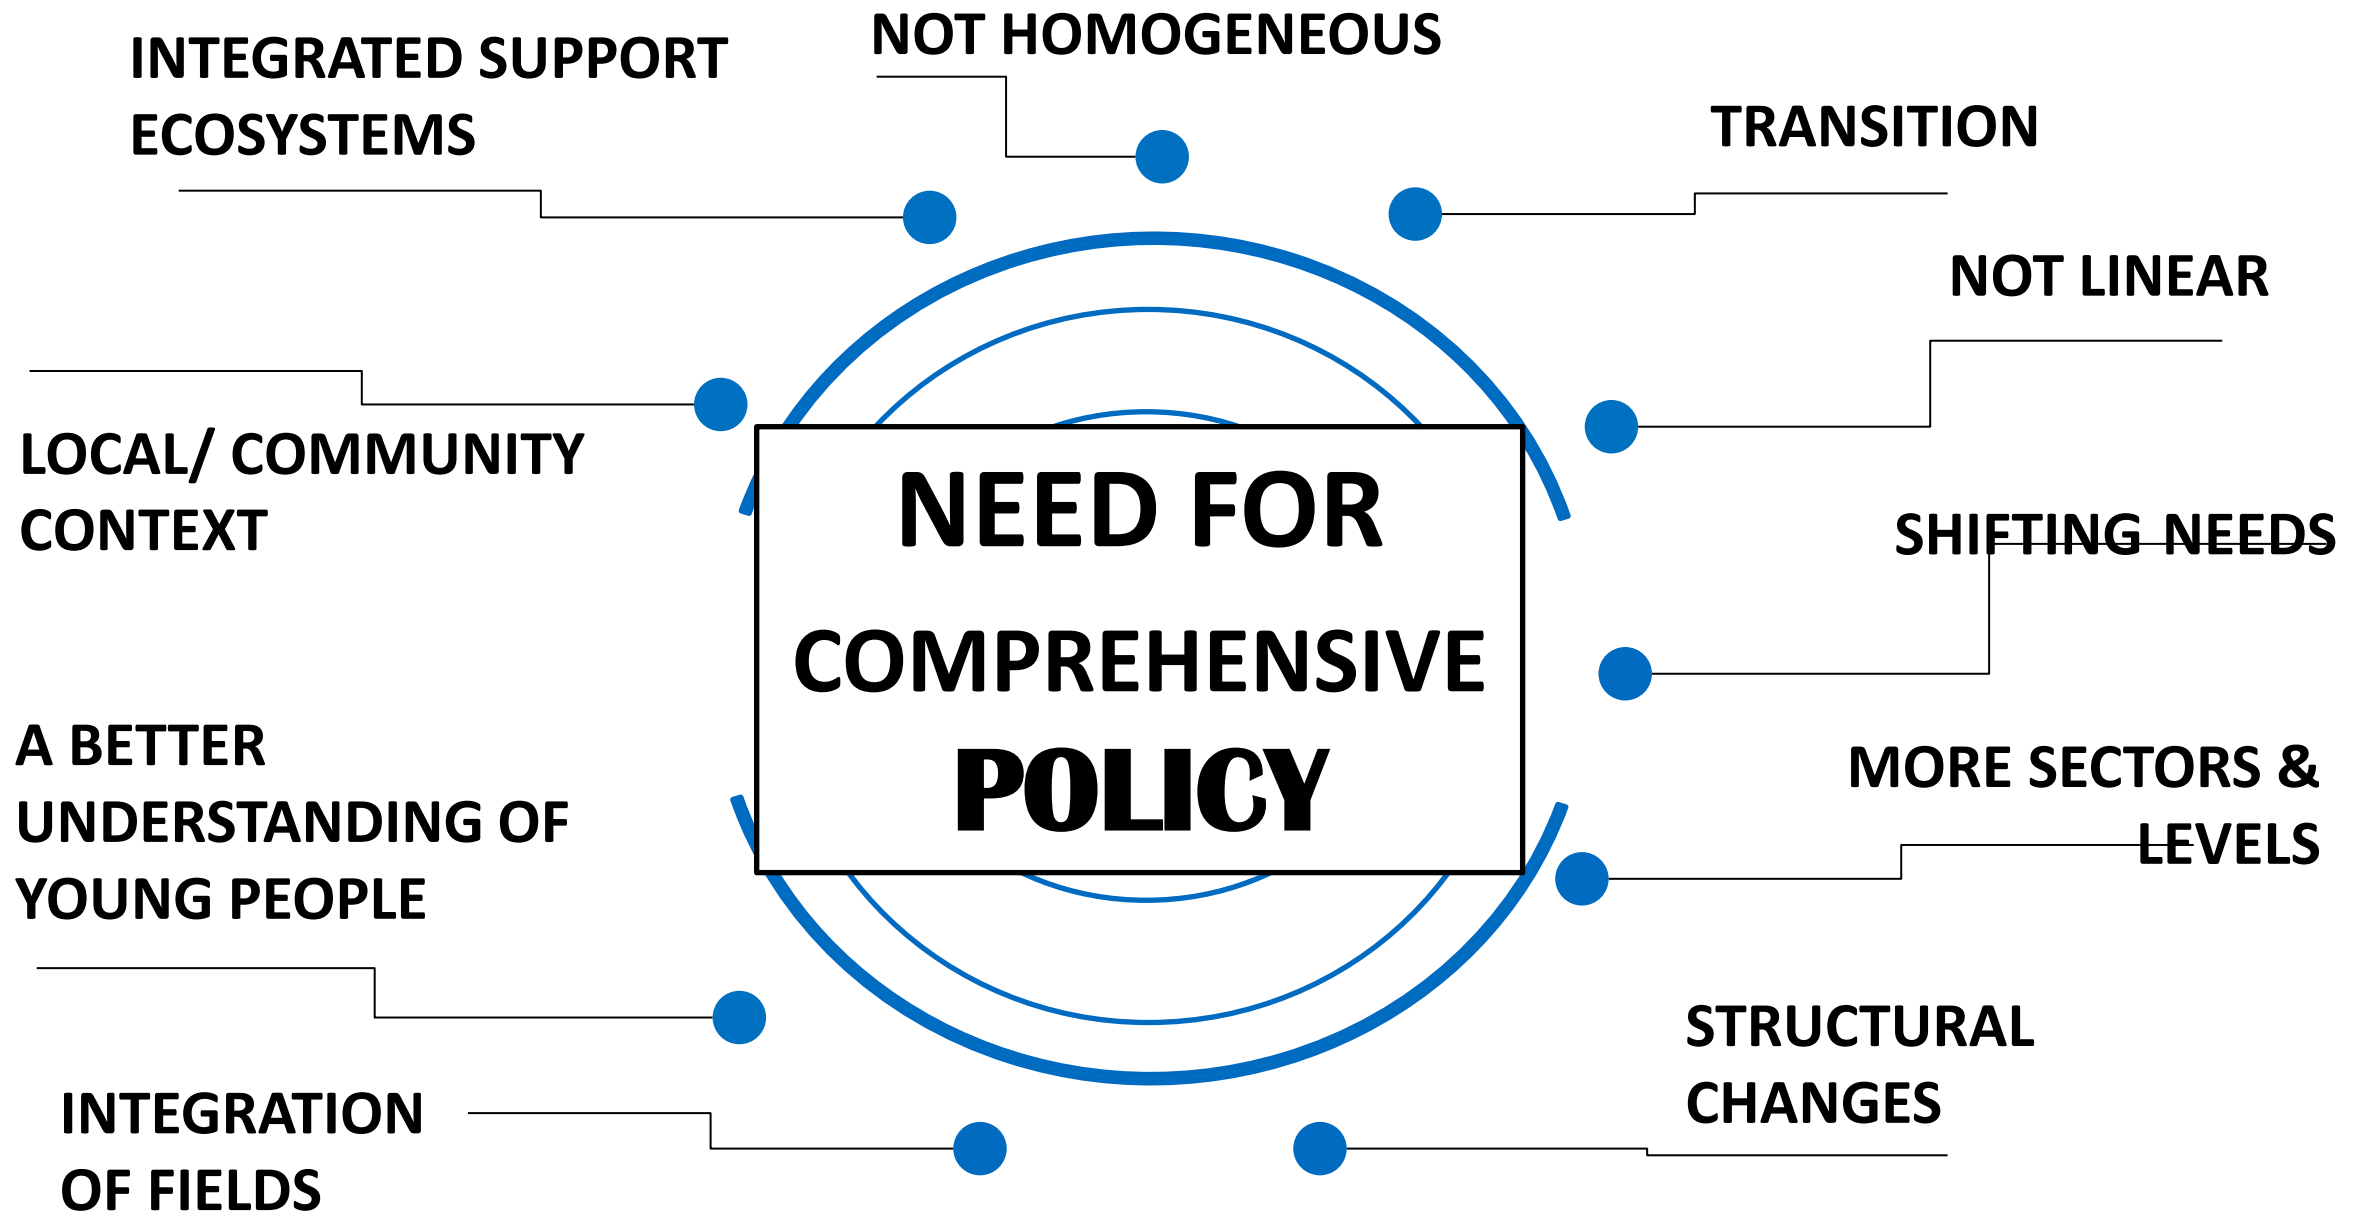 NOT HOMOGENEOUS
INTEGRATED SUPPORT
ECOSYSTEMS
TRANSITION
NOT LINEAR
LOCAL/ COMMUNITY
CONTEXT
NEED FOR
COMPREHENSIVE
POLICY
SHIFTING NEEDS
A BETTER
UNDERSTANDING OF
YOUNG PEOPLE
MORE SECTORS &
LEVELS
STRUCTURAL
CHANGES
INTEGRATION
OF FIELDS